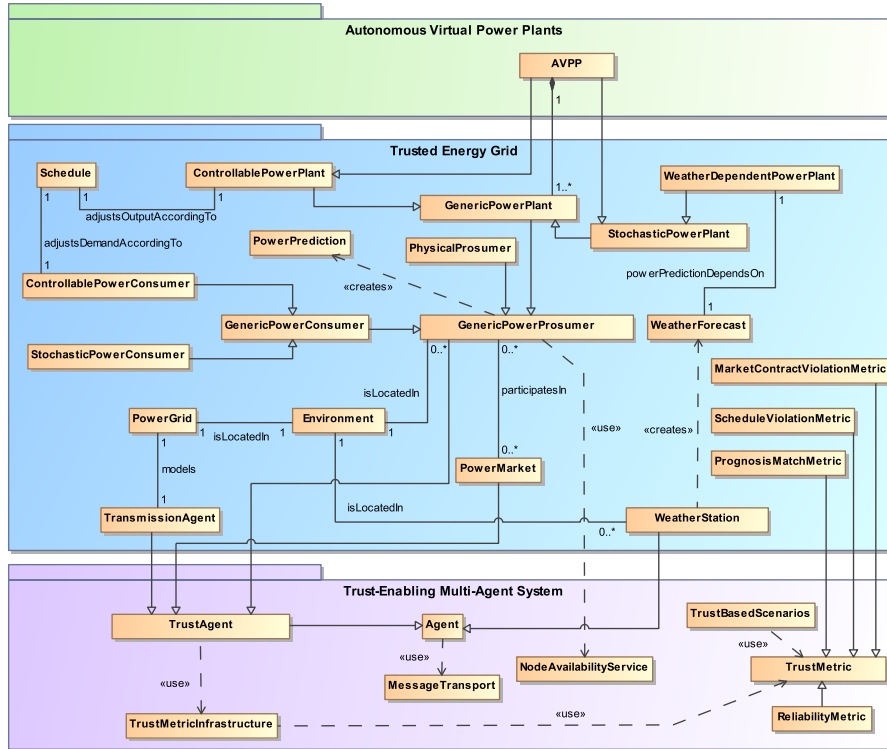 Autonomous Virtual Power Plants
AVPP
1
Trusted Energy Grid
Schedule
ControllablePowerPlant
WeatherDependentPowerPlant
1
1
1
1..*
1
adjustsOutputAccordingTo
GenericPowerPlant
StochasticPowerPlant
adjustsDemandAccordingTo
PowerPrediction
PhysicalProsumer
1
powerPredictionDependsOn
ControllablePowerConsumer
«creates»
1
GenericPowerConsumer
GenericPowerProsumer
WeatherForecast
StochasticPowerConsumer
0..*
0..*
MarketContractViolationMetric
isLocatedIn
participatesIn
PowerGrid
Environment
ScheduleViolationMetric
1
isLocatedIn
1
1
«use»
«creates»
1
1
models
0..*
PowerMarket
PrognosisMatchMetric
1
isLocatedIn
TransmissionAgent
WeatherStation
0..*
Trust-Enabling Multi-Agent System
TrustAgent
Agent
TrustBasedScenarios
«use»
«use»
NodeAvailabilityService
TrustMetric
«use»
MessageTransport
TrustMetricInfrastructure
«use»
ReliabilityMetric